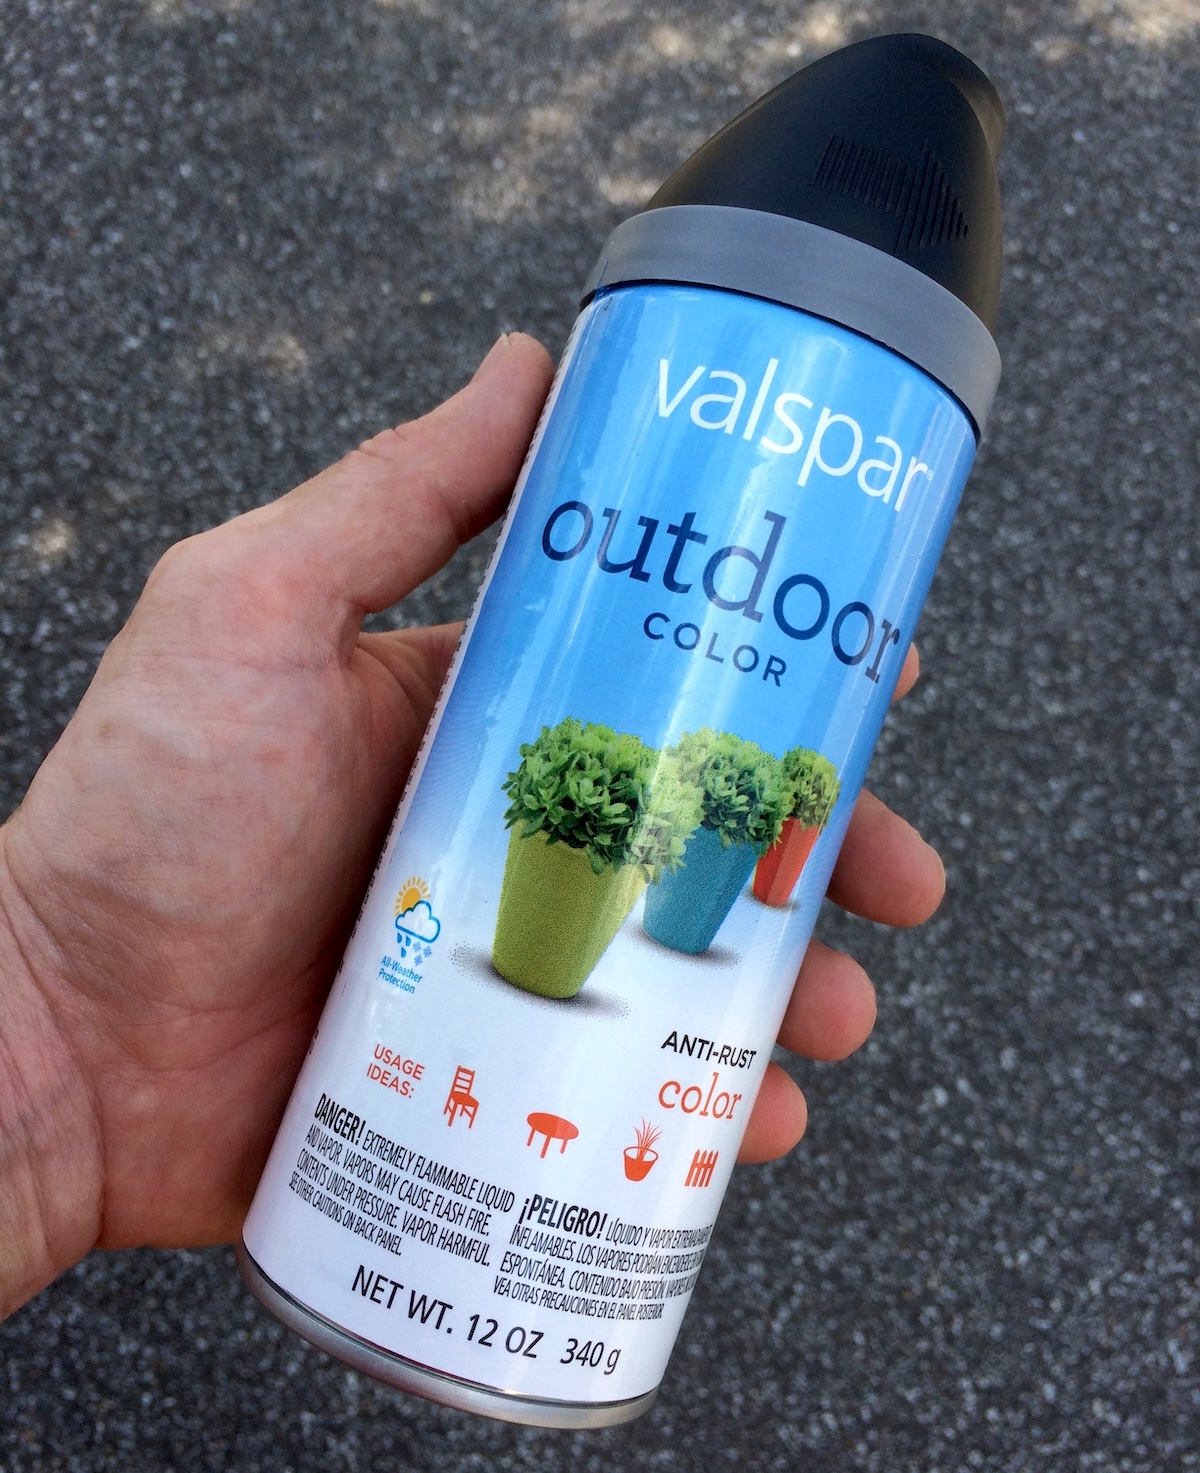 valspar®
outdoor
COLOR
All-Weather
Protection
ANTI-RUST
color
USAGE
IDEAS:
DANGER! EXTREMELY FLAMMABLE LIQUID
AND VAPOR. VAPORS MAY CAUSE FLASH FIRE.
CONTENTS UNDER PRESSURE. VAPOR HARMFUL.
SEE OTHER CAUTIONS ON BACK PANEL.
¡PELIGRO! LÍQUIDO Y VAPOR
INFLAMABLES. LOS VAPORES PODRÍAN ENCENDERSE
ESPONTÁNEA. CONTENIDO BAJO PRESIÓN.
VEA OTRAS PRECAUCIONES EN EL PANEL POSTERIOR.
NET WT. 12 OZ 340 g